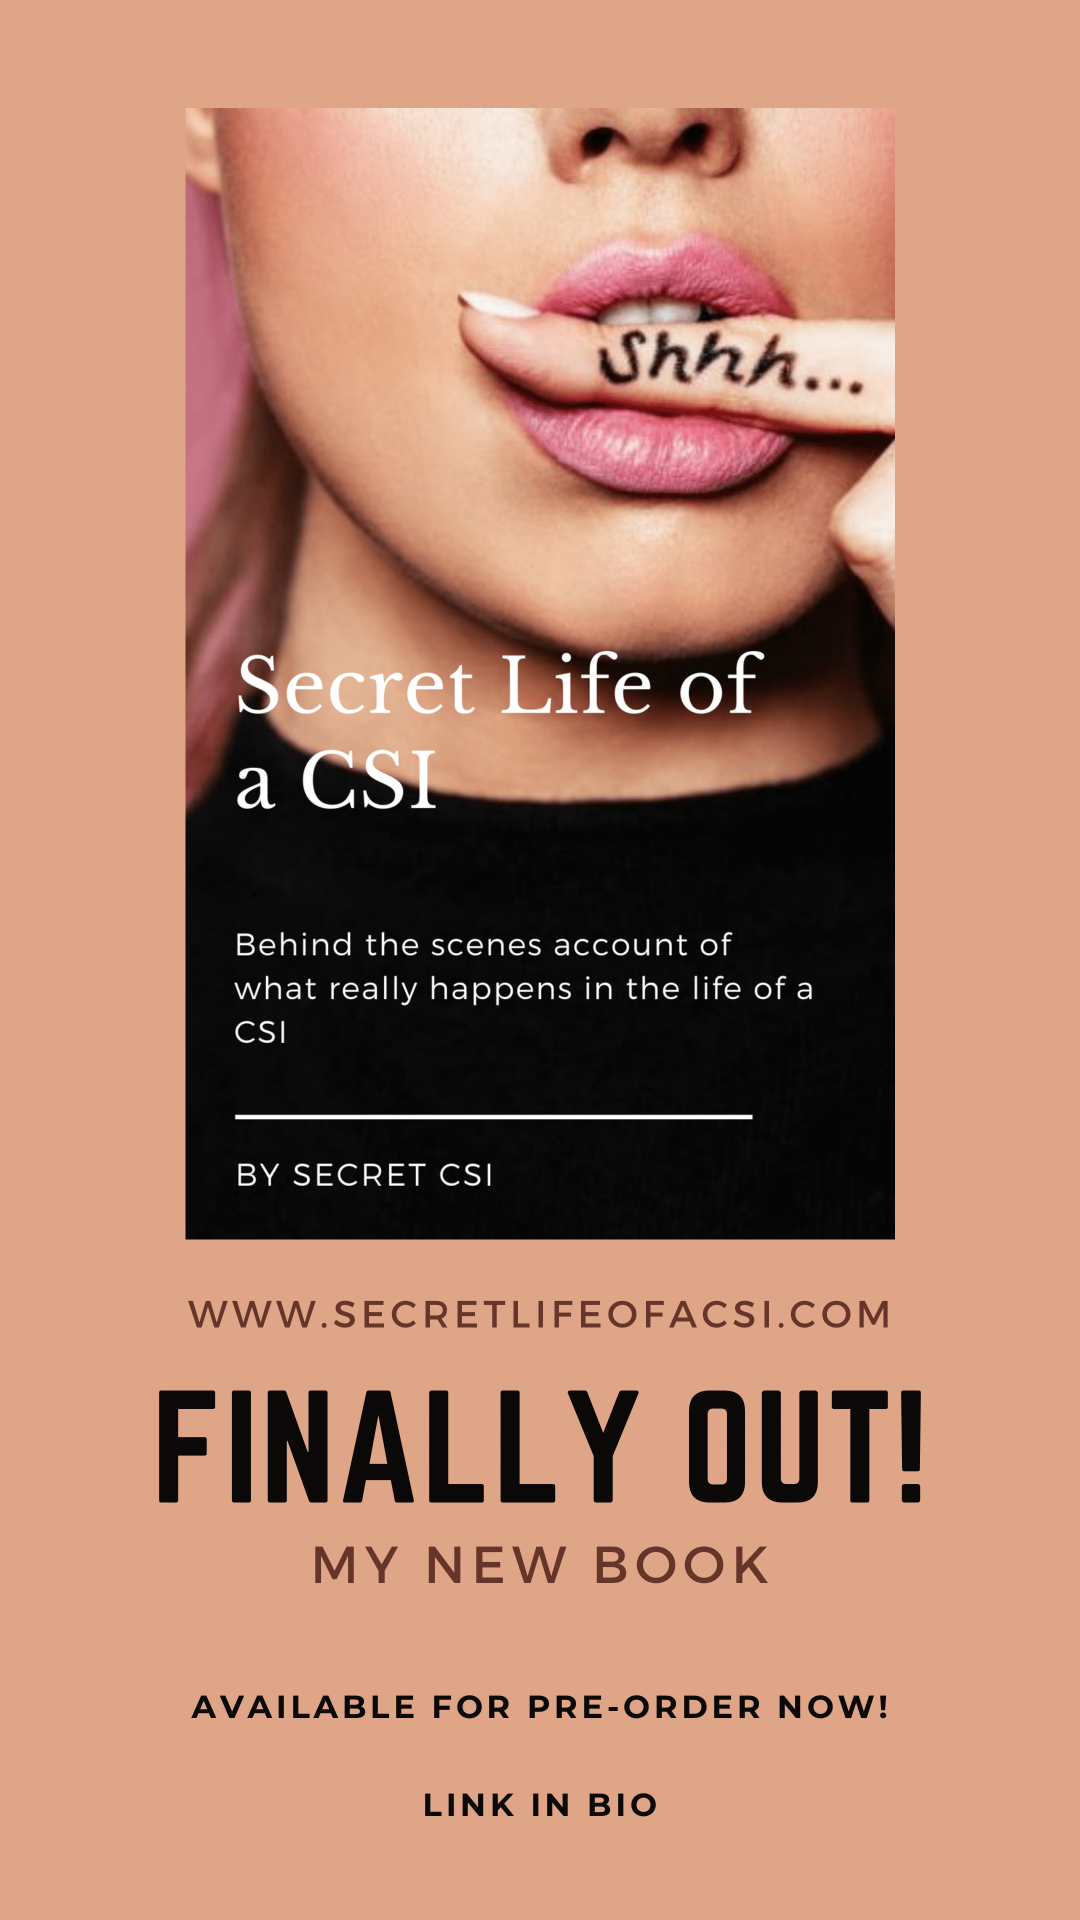 Shhh...
Secret Life of
a CSI
Behind the scenes account of
what really happens in the life of a
CSI
BY SECRET CSI
WWW.SECRETLIFEOFACSI.COM
FINALLY OUT!
MY NEW BOOK
AVAILABLE FOR PRE-ORDER NOW!
LINK IN BIO